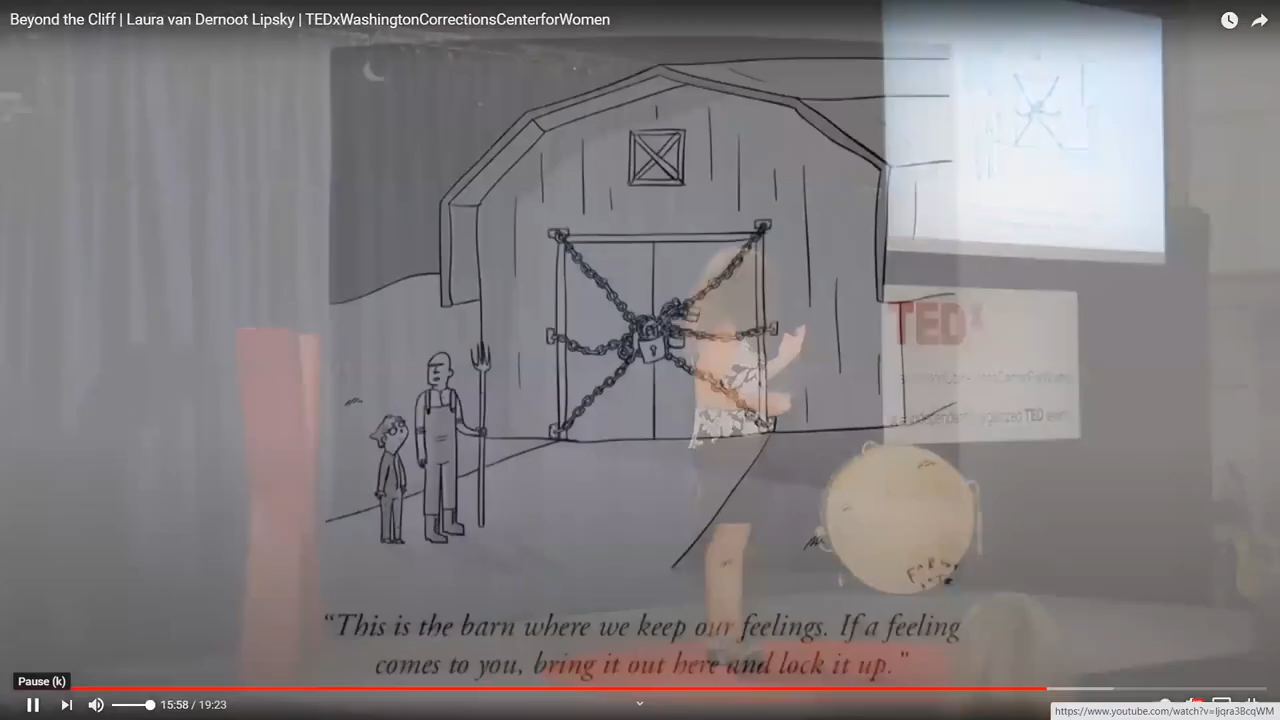 Beyond the Cliff | Laura van Dernoot Lipsky | TEDxWashingtonCorrectionsCenterforWomen
TEDx
TED
"This is the barn where we keep our feelings. If a feeling
comes to you, bring it out here and lock it up."
Pause (k)
15:58 / 19:23
https://www.youtube.com/watch?v=Ijqra3BcqWM